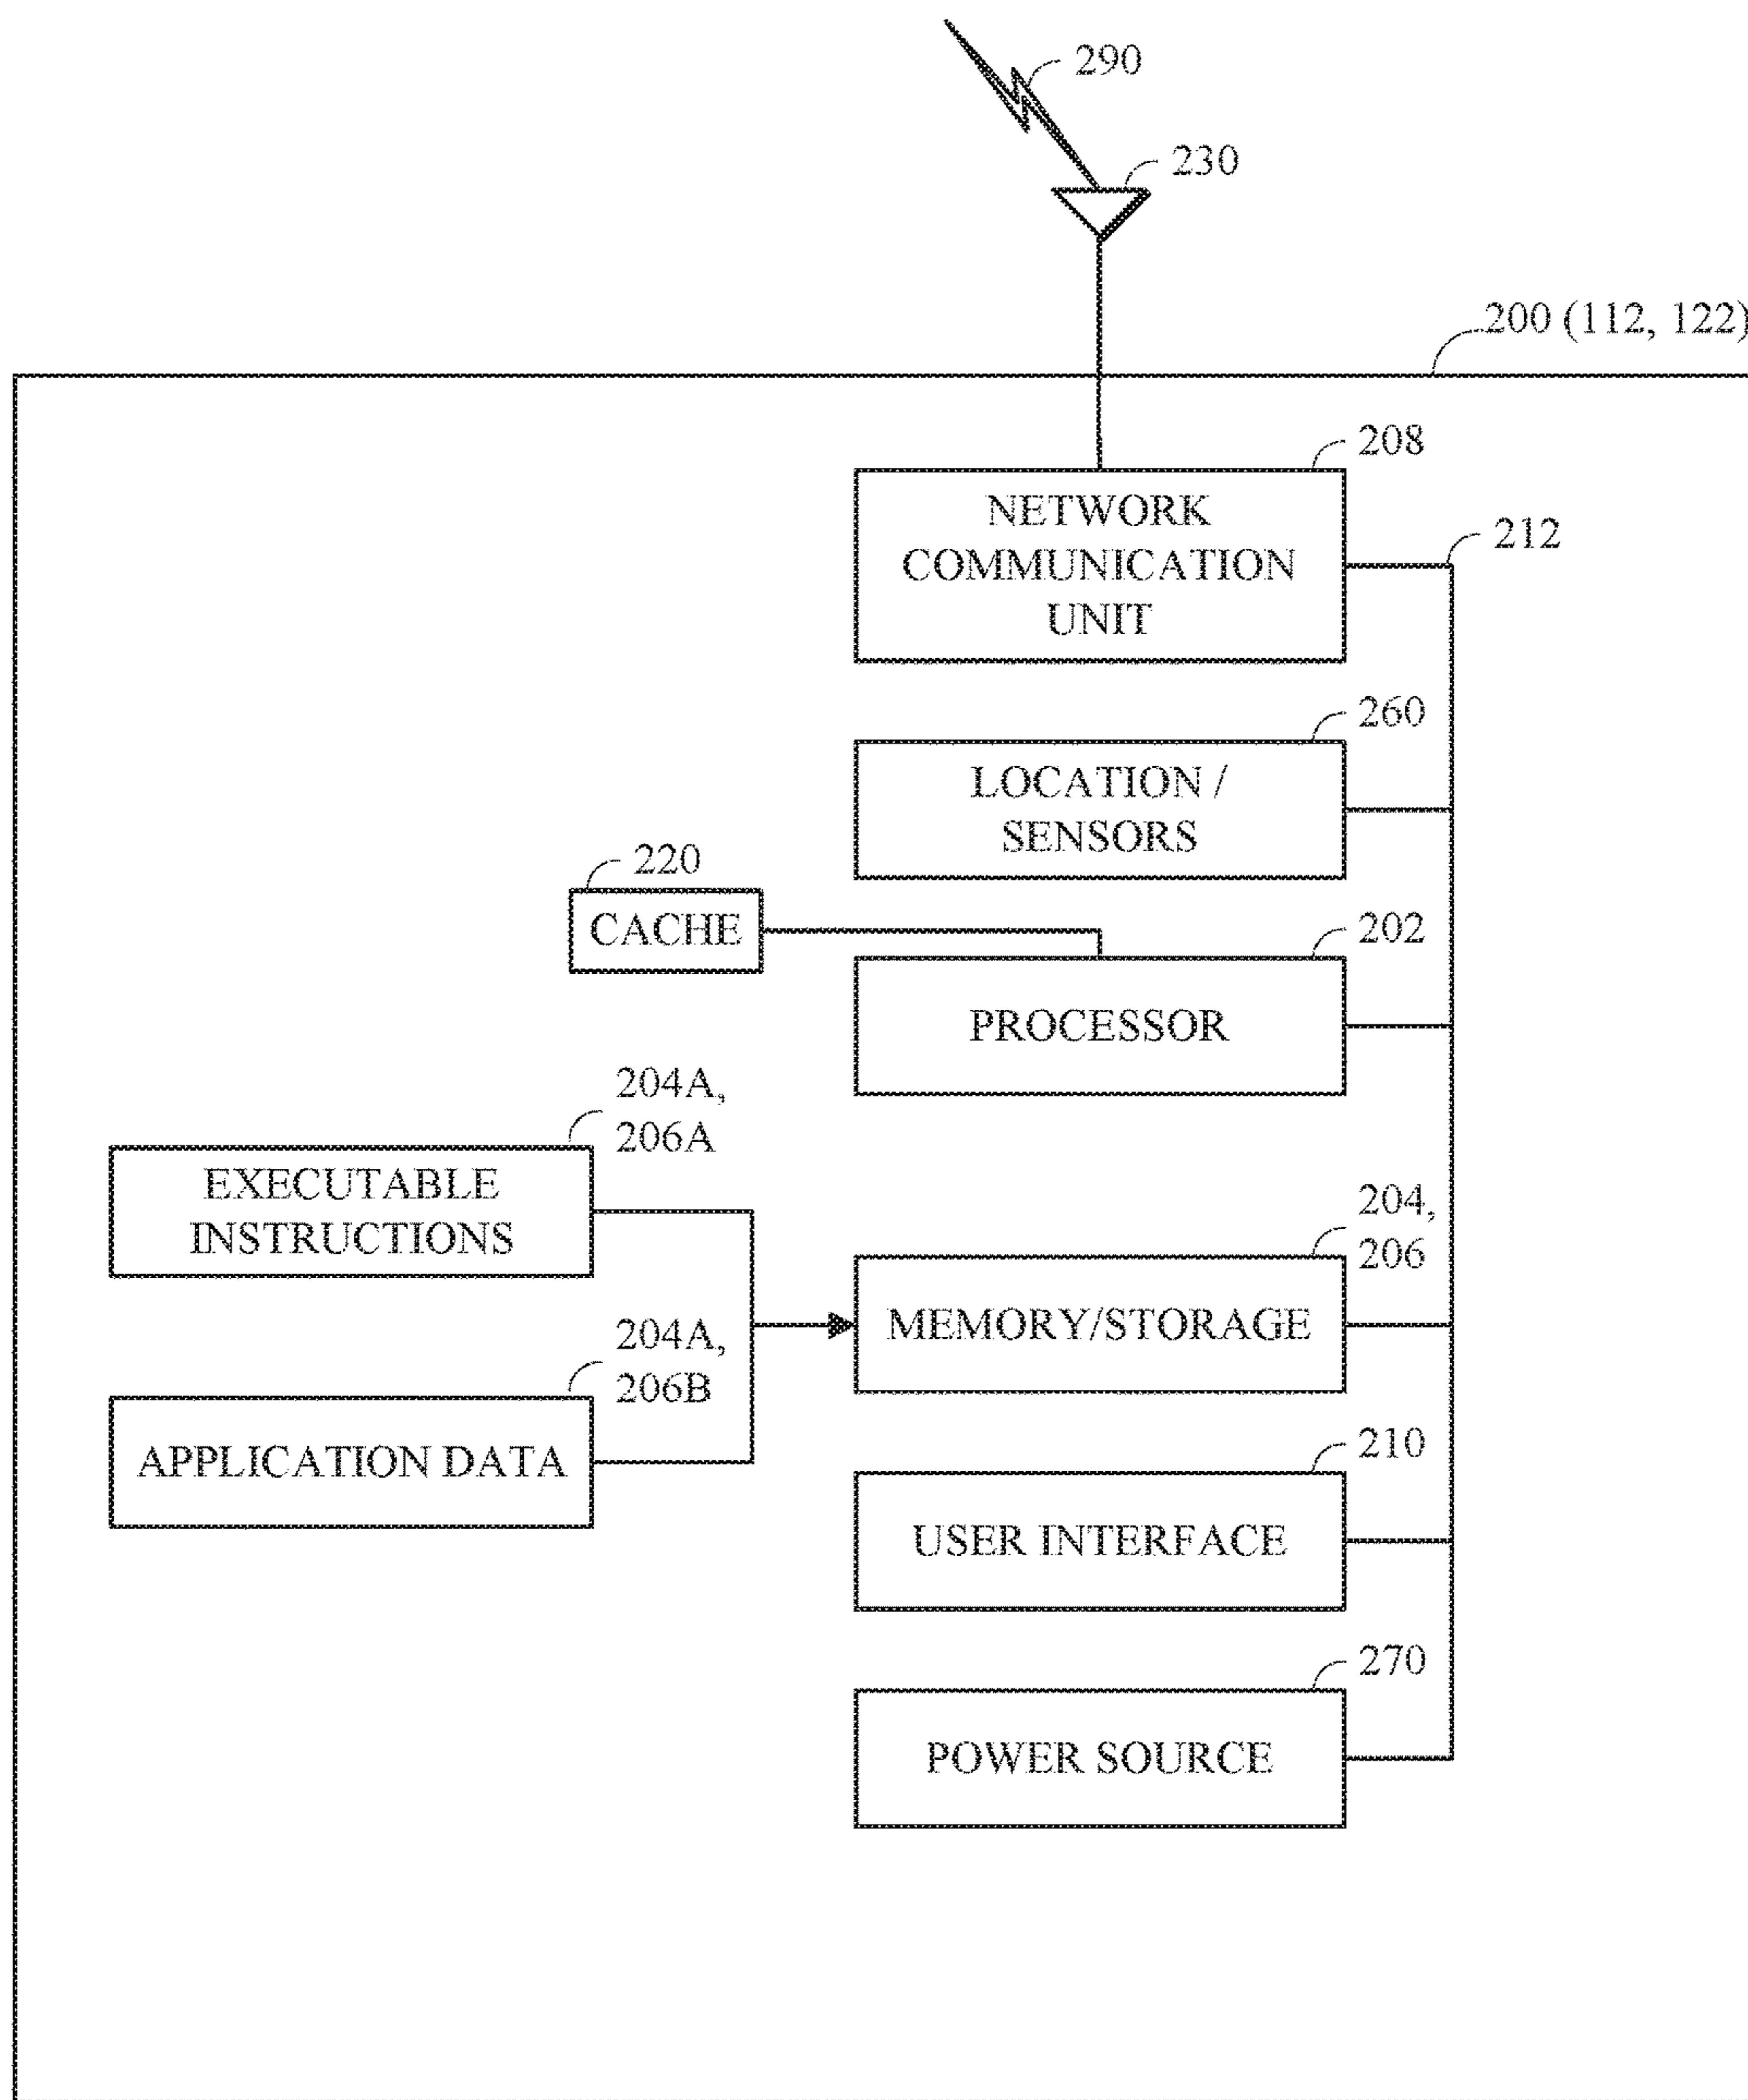 290
230
200 (112, 122)
208
NETWORK
COMMUNICATION
UNIT
212
260
LOCATION /
SENSORS
220
CACHE
202
PROCESSOR
204A,
206A
EXECUTABLE
INSTRUCTIONS
204,
206
MEMORY/STORAGE
204A,
206B
APPLICATION DATA
210
USER INTERFACE
270
POWER SOURCE